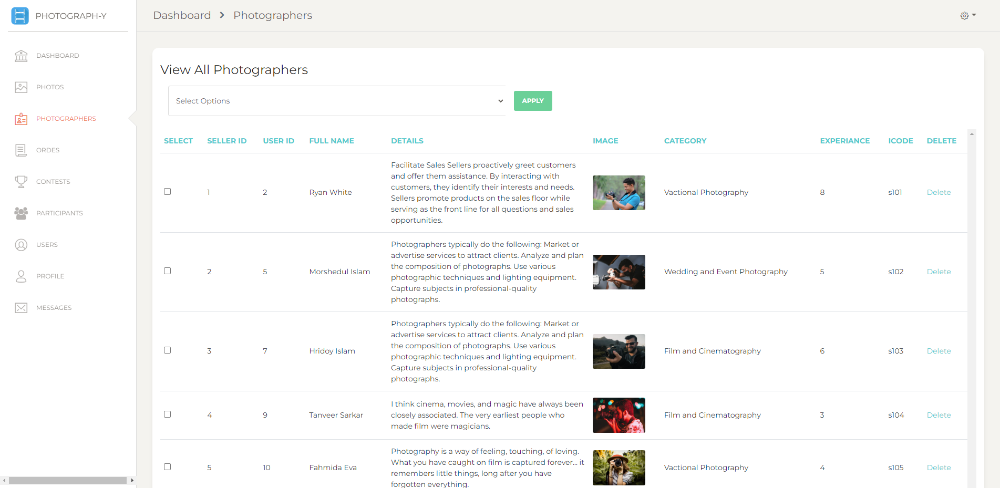 PHOTOGRAPH-Y
Dashboard Photographers
DASHBOARD
PHOTOS
PHOTOGRAPHERS
ORDES
CONTESTS
PARTICIPANTS
USERS
PROFILE
MESSAGES
View All Photographers
Select Options
APPLY
SELECT SELLER ID USER ID FULL NAME DETAILS IMAGE CATEGORY EXPERIANCE ICODE DELETE
Facilitate Sales Sellers proactively greet customers
and offer them assistance. By interacting with
customers, they identify their interests and needs.
1 2 Ryan White Vactional Photography 8 s101 Delete
Sellers promote products on the sales floor while
serving as the front line for all questions and sales
opportunities.
Photographers typically do the following: Market or
advertise services to attract clients. Analyze and plan
the composition of photographs. Use various
2 5 Morshedul Islam Wedding and Event Photography 5 s102 Delete
photographic techniques and lighting equipment.
Capture subjects in professional-quality
photographs.
Photographers typically do the following: Market or
advertise services to attract clients. Analyze and plan
the composition of photographs. Use various
3 7 Hridoy Islam Film and Cinematography 6 s103 Delete
photographic techniques and lighting equipment.
Capture subjects in professional-quality
photographs.
I think cinema, movies, and magic have always been
4 9 Tanveer Sarkar closely associated. The very earliest people who Film and Cinematography 3 s104 Delete
made film were magicians.
Photography is a way of feeling, touching, of loving.
What you have caught on film is captured forever... it
5 10 Fahmida Eva Vactional Photography 4 s105 Delete
remembers little things, long after you have
forgotten everything.